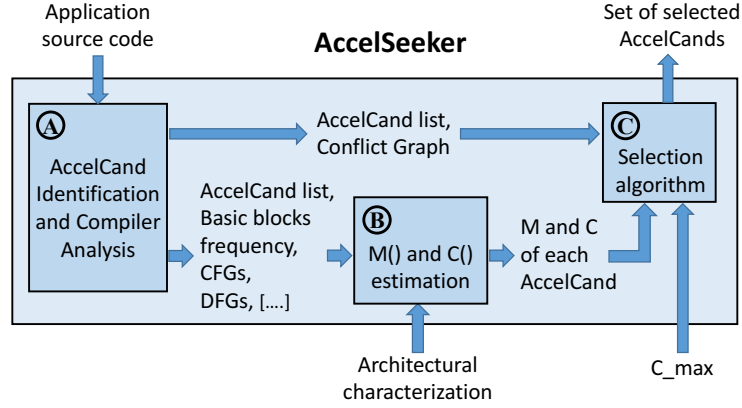 Application
source code
AccelSeeker
Set of selected
AccelCands
A
AccelCand
Identification
and Compiler
Analysis
AccelCand list,
Conflict Graph
C
Selection
algorithm
AccelCand list,
Basic blocks
frequency,
CFGs,
DFGs, [....]
B
M() and C()
estimation
M and C
of each
AccelCand
Architectural
characterization
C_max